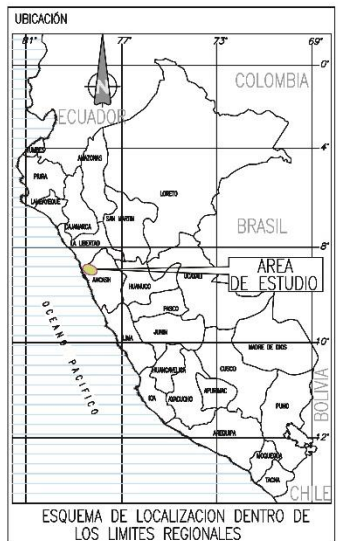 UBICACIÓN
81°
77°
73°
69°
0°
N
COLOMBIA
ECUADOR
4°
TUMBES
AMAZONAS
PIURA
LORETO
LAMBAYEQUE
CAJAMARCA
SAN MARTIN
BRASIL
LA LIBERTAD
8°
AREA
DE ESTUDIO
ANCASH
HUANUCO
UCAYALI
PASCO
OCEANO PACIFICO
10°
JUNIN
LIMA
MADRE DE DIOS
HUANCAVELICA
CUSCO
BOLIVIA
ICA
AYACUCHO
APURIMAC
PUNO
AREQUIPA
12°
MOQUEGUA
TACNA
CHILE
ESQUEMA DE LOCALIZACION DENTRO DE
LOS LIMITES REGIONALES